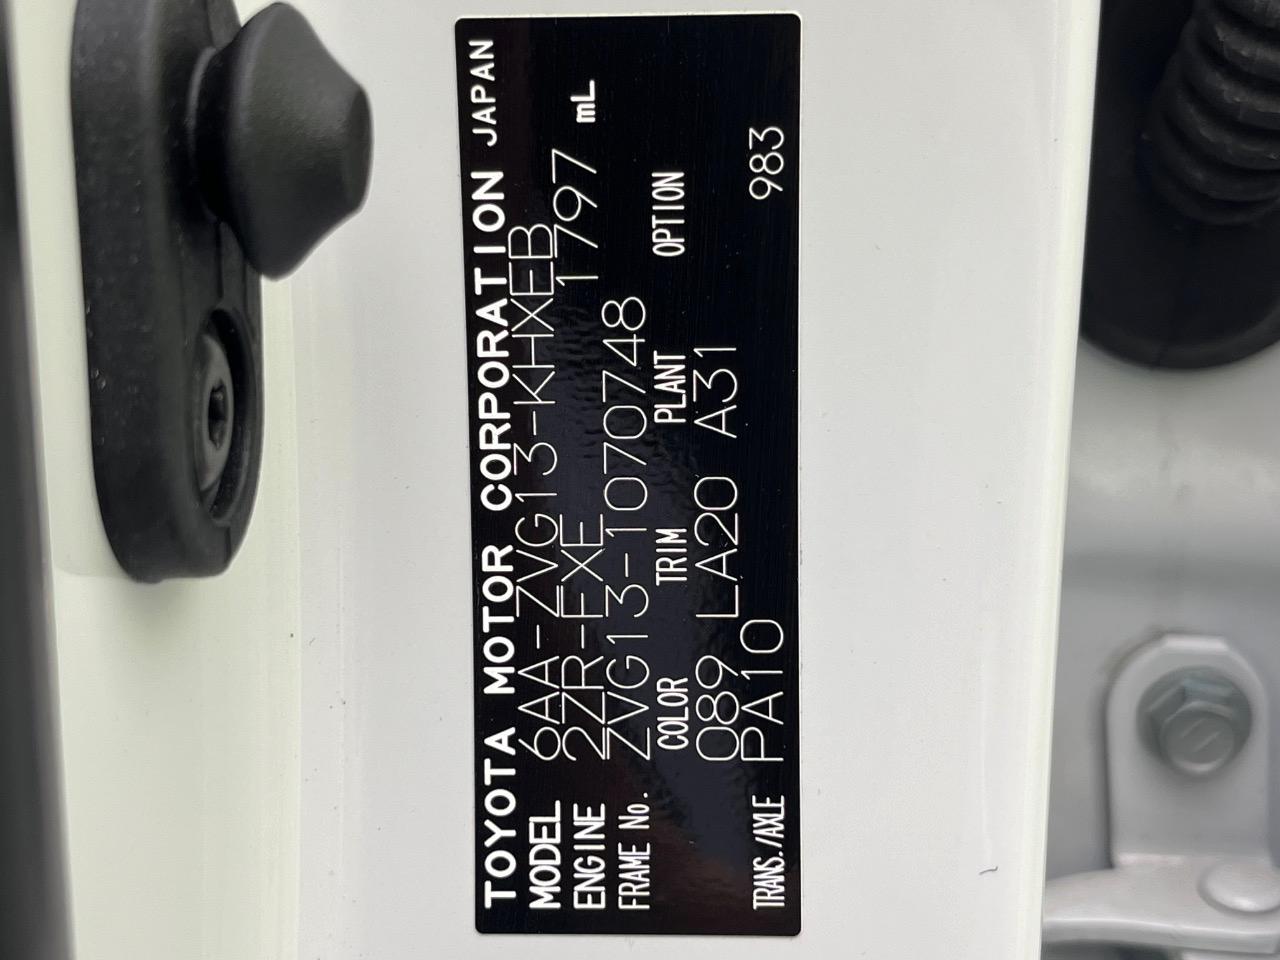 TOYOTA MOTOR CORPORATION JAPAN
MODEL 6AA-ZVG13-KHXEB
ENGINE 2ZR-FXE 1797 mL
FRAME No. ZVG13-1070748
COLOR TRIM PLANT OPTION
089 LA20 A31
TRANS./AXLE PA10 983